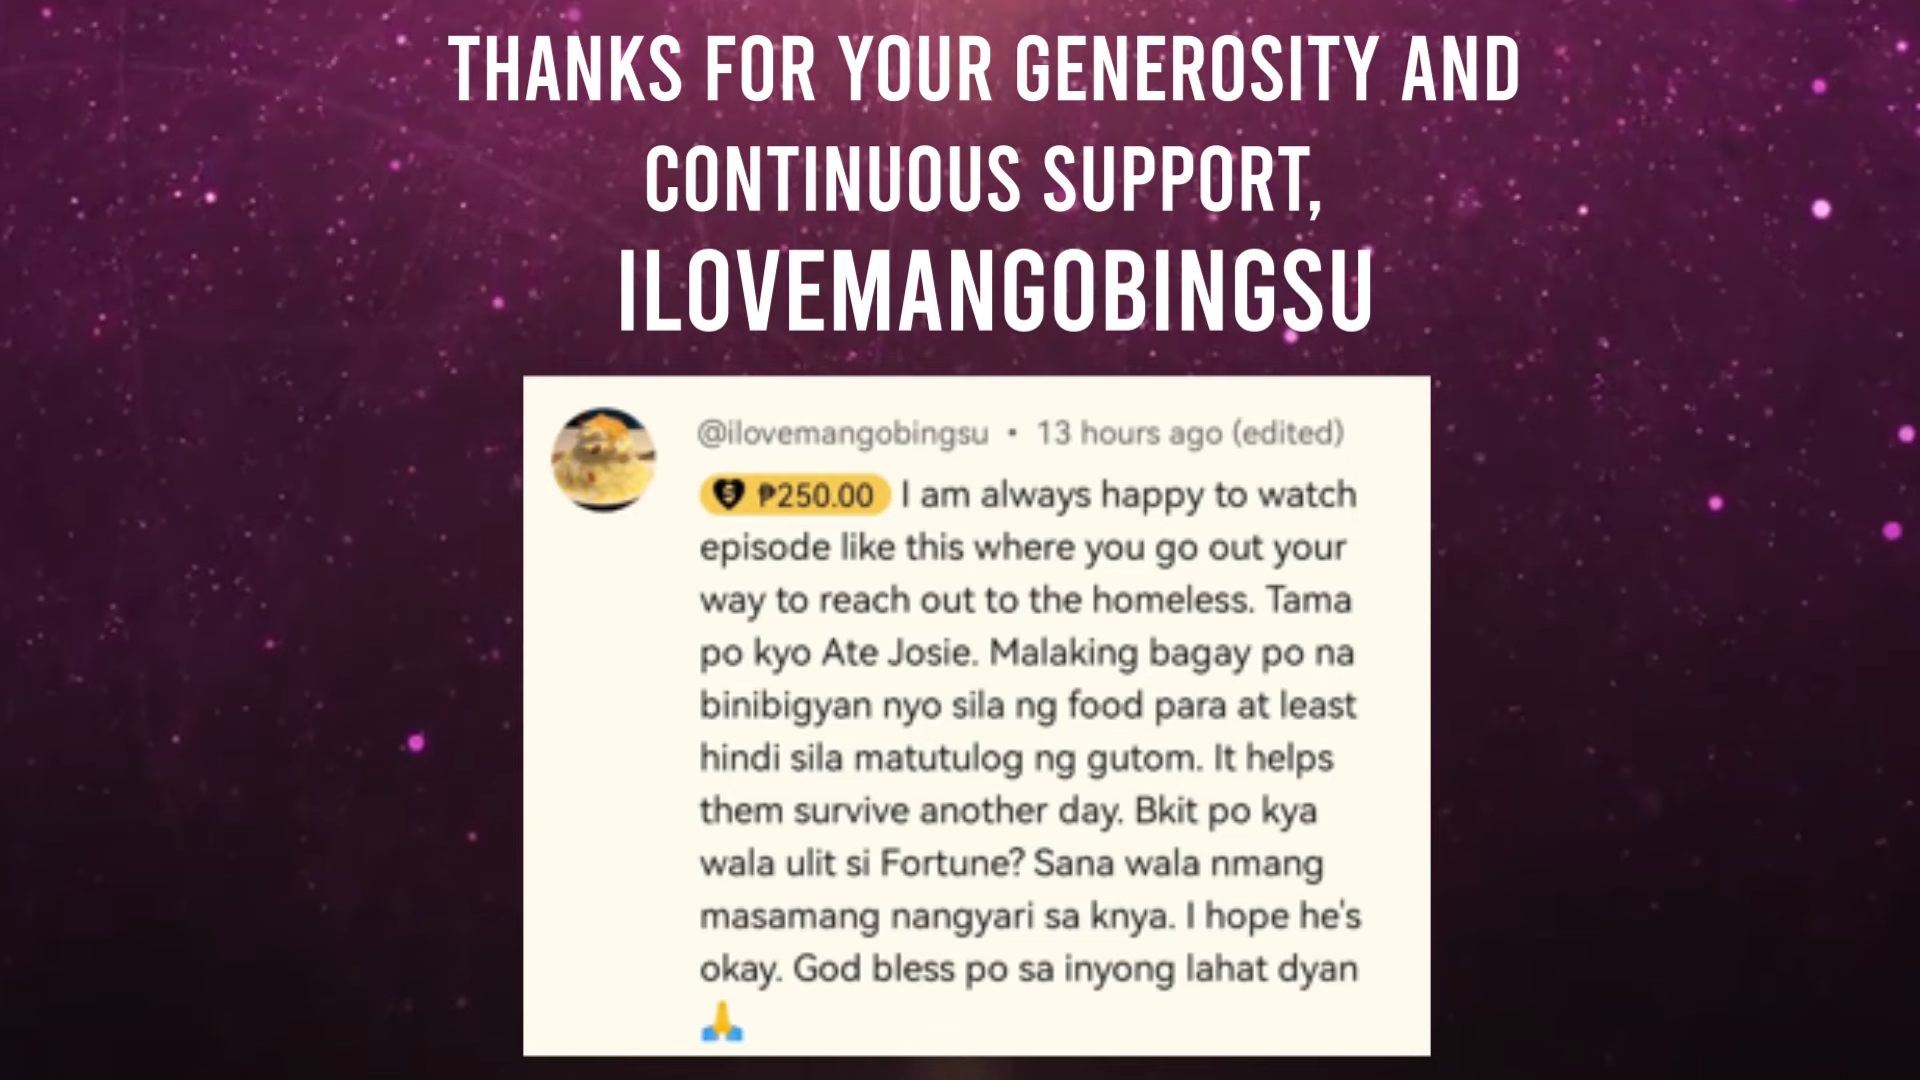 THANKS FOR YOUR GENEROSITY AND
CONTINUOUS SUPPORT,
ILOVEMANGOBINGSU
@ilovemangobingsu • 13 hours ago (edited)
₱250.00 I am always happy to watch
episode like this where you go out your
way to reach out to the homeless. Tama
po kyo Ate Josie. Malaking bagay po na
binibigyan nyo sila ng food para at least
hindi sila matutulog ng gutom. It helps
them survive another day. Bkit po kya
wala ulit si Fortune? Sana wala nmang
masamang nangyari sa knya. I hope he's
okay. God bless po sa inyong lahat dyan
🙏